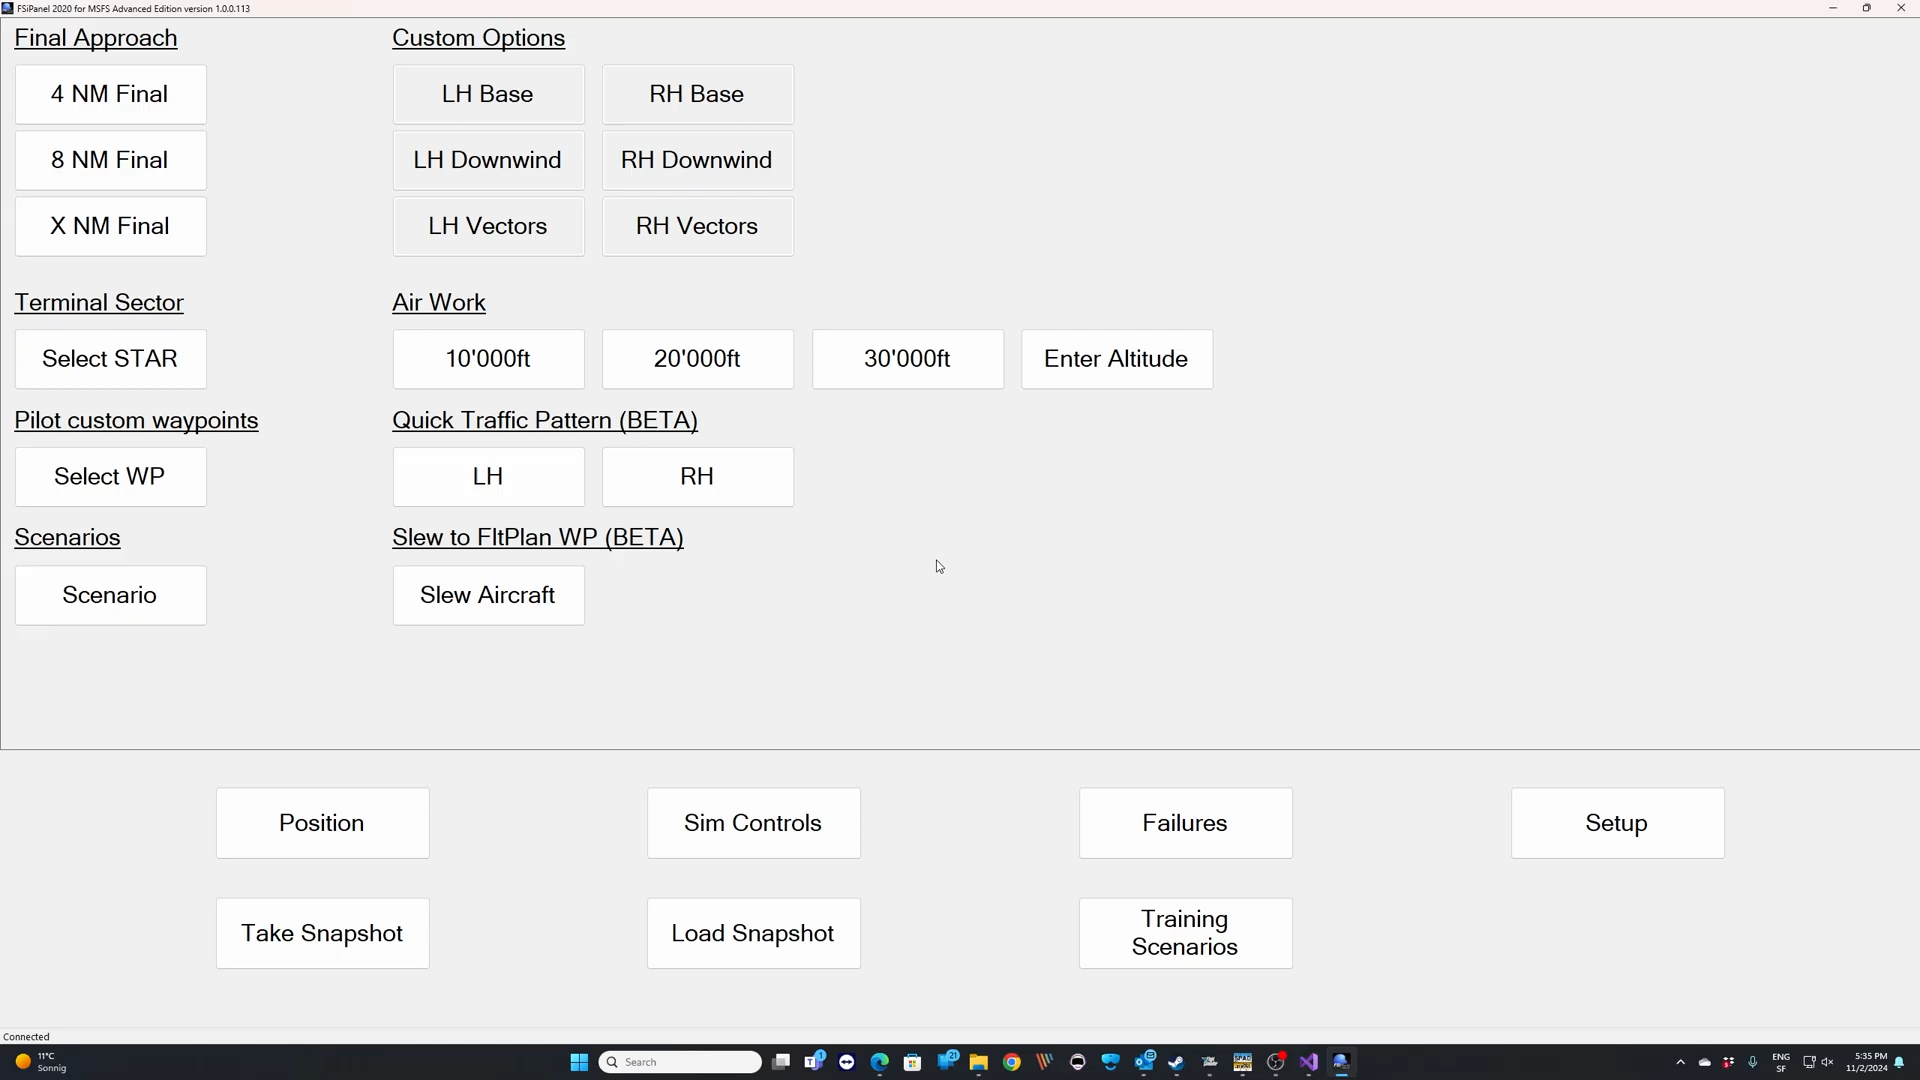 FSiPanel 2020 for MSFS Advanced Edition version 1.0.0.113
Final Approach
Custom Options
4 NM Final
LH Base
RH Base
8 NM Final
LH Downwind
RH Downwind
X NM Final
LH Vectors
RH Vectors
Terminal Sector
Air Work
Select STAR
10'000ft
20'000ft
30'000ft
Enter Altitude
Pilot custom waypoints
Quick Traffic Pattern (BETA)
Select WP
LH
RH
Scenarios
Slew to FltPlan WP (BETA)
Scenario
Slew Aircraft
Position
Sim Controls
Failures
Setup
Take Snapshot
Load Snapshot
Training
Scenarios
Connected
11°C
Sonnig
Search
1
21
ENG
SF
5:35 PM
11/2/2024